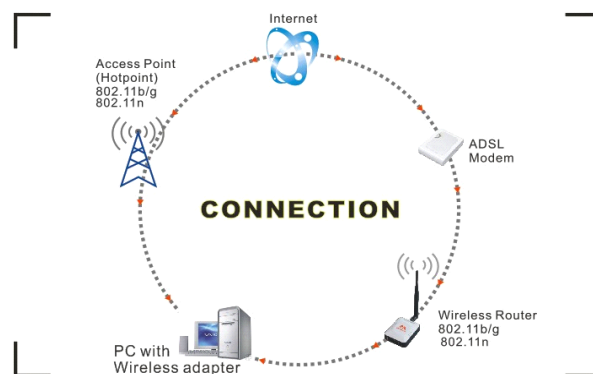 Internet
Access Point
(Hotpoint)
802.11b/g
802.11n
ADSL
Modem
CONNECTION
Wireless Router
802.11b/g
802.11n
PC with
Wireless adapter